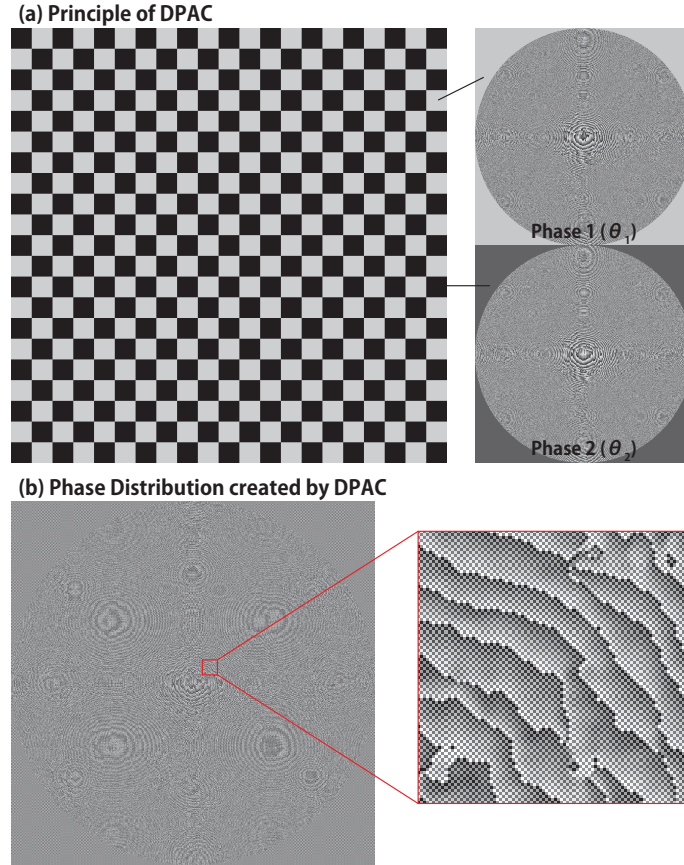 (a) Principle of DPAC
Phase 1 (θ₁)
Phase 2 (θ₂)
(b) Phase Distribution created by DPAC